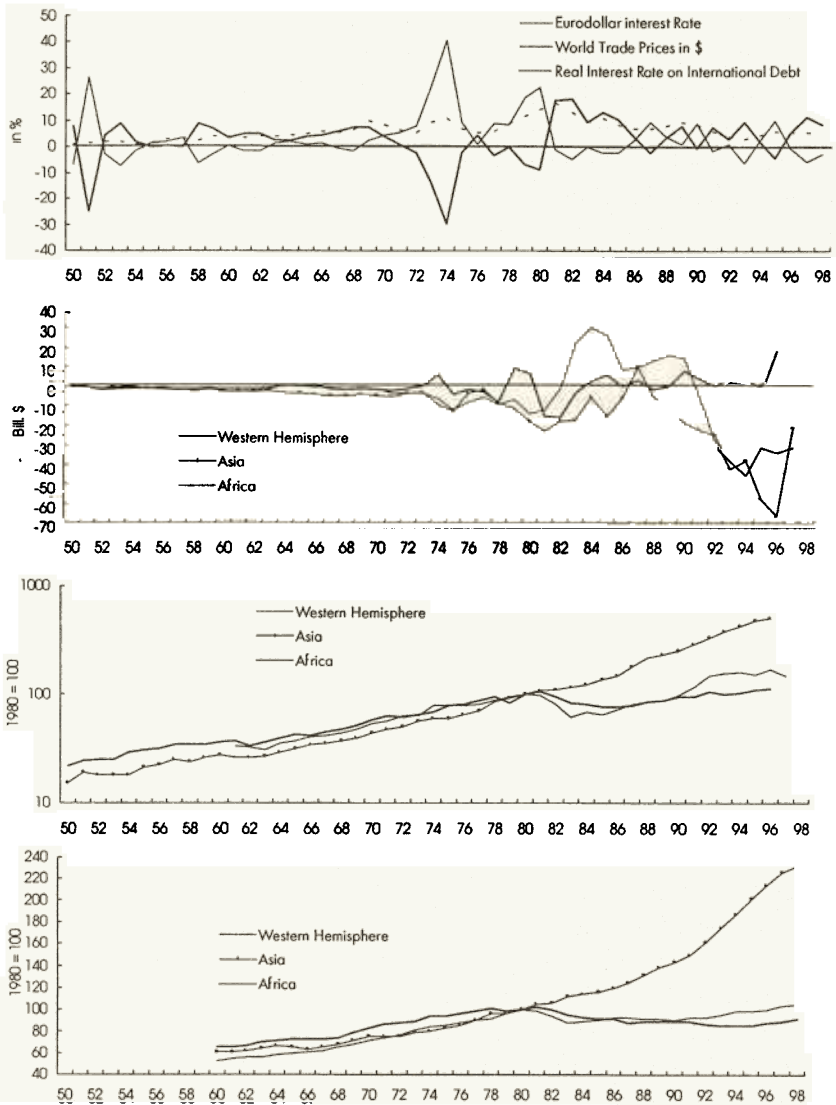 50
40
30
20
10
0
-10
-20
-30
-40
in %
Eurodollar interest Rate
World Trade Prices in $
Real Interest Rate on International Debt
50 52 54 56 58 60 62 64 66 68 70 72 74 76 78 80 82 84 86 88 90 92 94 96 98
40
30
20
10
0
-10
-20
-30
-40
-50
-60
-70
Bill. $
Western Hemisphere
Asia
Africa
50 52 54 56 58 60 62 64 66 68 70 72 74 76 78 80 82 84 86 88 90 92 94 96 98
1000
100
10
1980 = 100
Western Hemisphere
Asia
Africa
50 52 54 56 58 60 62 64 66 68 70 72 74 76 78 80 82 84 86 88 90 92 94 96 98
240
220
200
180
160
140
120
100
80
60
40
1980 = 100
Western Hemisphere
Asia
Africa
50 52 54 56 58 60 62 64 66 68 70 72 74 76 78 80 82 84 86 88 90 92 94 96 98